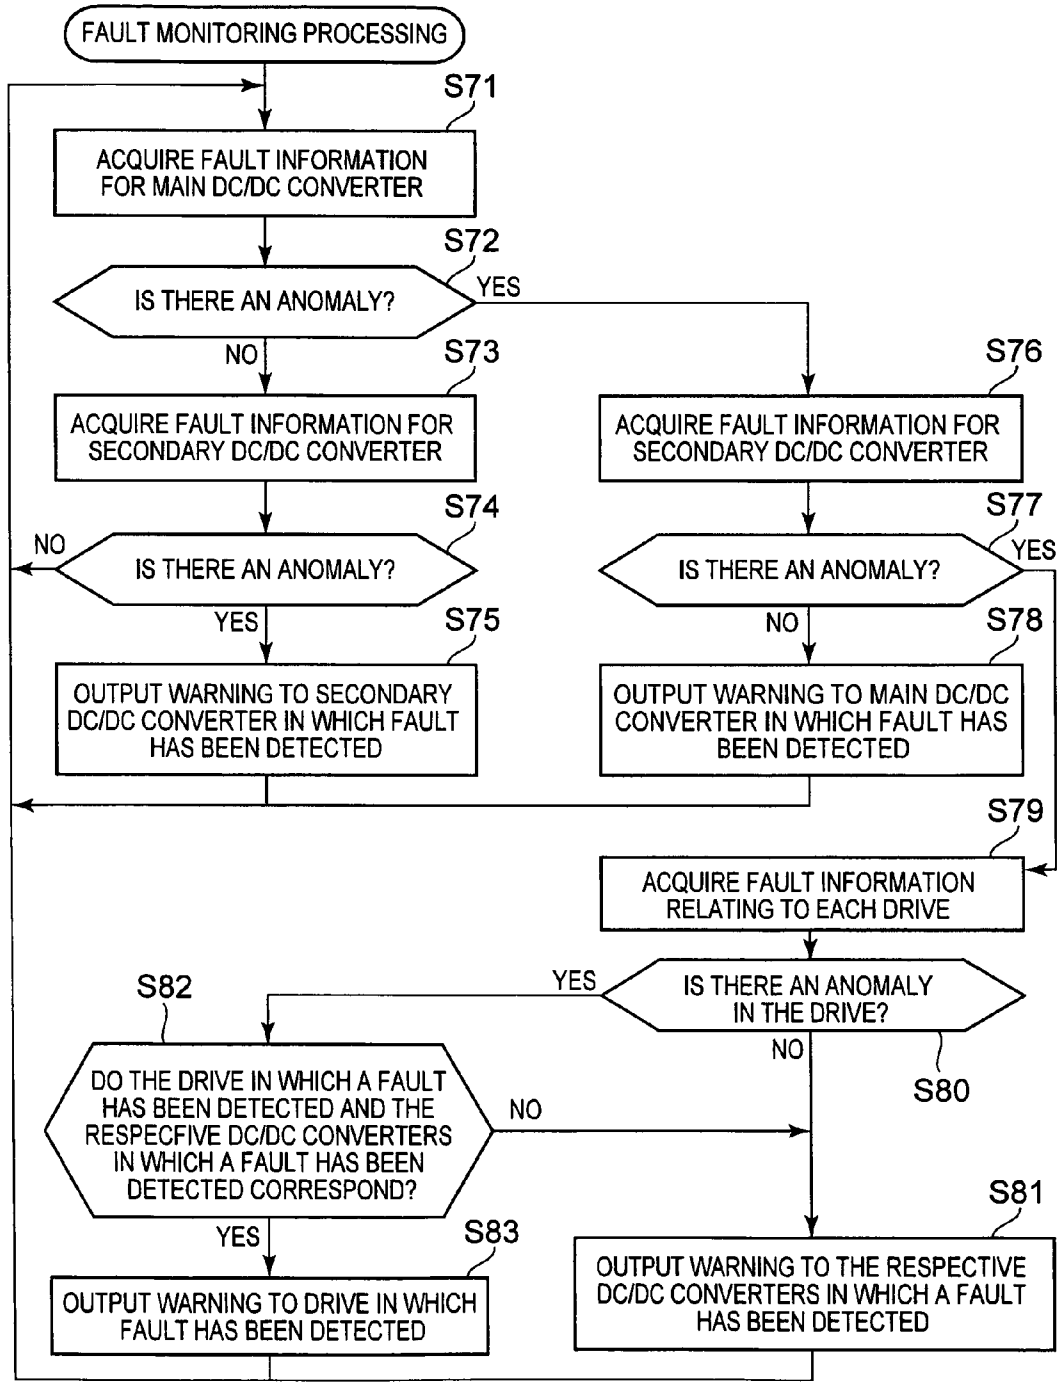 FAULT MONITORING PROCESSING
S71
ACQUIRE FAULT INFORMATION
FOR MAIN DC/DC CONVERTER
S72
IS THERE AN ANOMALY?
YES
NO
S73
ACQUIRE FAULT INFORMATION FOR
SECONDARY DC/DC CONVERTER
S76
ACQUIRE FAULT INFORMATION FOR
SECONDARY DC/DC CONVERTER
S74
NO
IS THERE AN ANOMALY?
YES
S77
YES
IS THERE AN ANOMALY?
NO
S75
OUTPUT WARNING TO SECONDARY
DC/DC CONVERTER IN WHICH FAULT
HAS BEEN DETECTED
S78
OUTPUT WARNING TO MAIN DC/DC
CONVERTER IN WHICH FAULT HAS
BEEN DETECTED
S79
ACQUIRE FAULT INFORMATION
RELATING TO EACH DRIVE
YES
IS THERE AN ANOMALY
IN THE DRIVE?
NO
S80
S82
DO THE DRIVE IN WHICH A FAULT
HAS BEEN DETECTED AND THE
RESPECFIVE DC/DC CONVERTERS
IN WHICH A FAULT HAS BEEN
DETECTED CORRESPOND?
NO
YES
S83
OUTPUT WARNING TO DRIVE IN WHICH
FAULT HAS BEEN DETECTED
S81
OUTPUT WARNING TO THE RESPECTIVE
DC/DC CONVERTERS IN WHICH A FAULT
HAS BEEN DETECTED